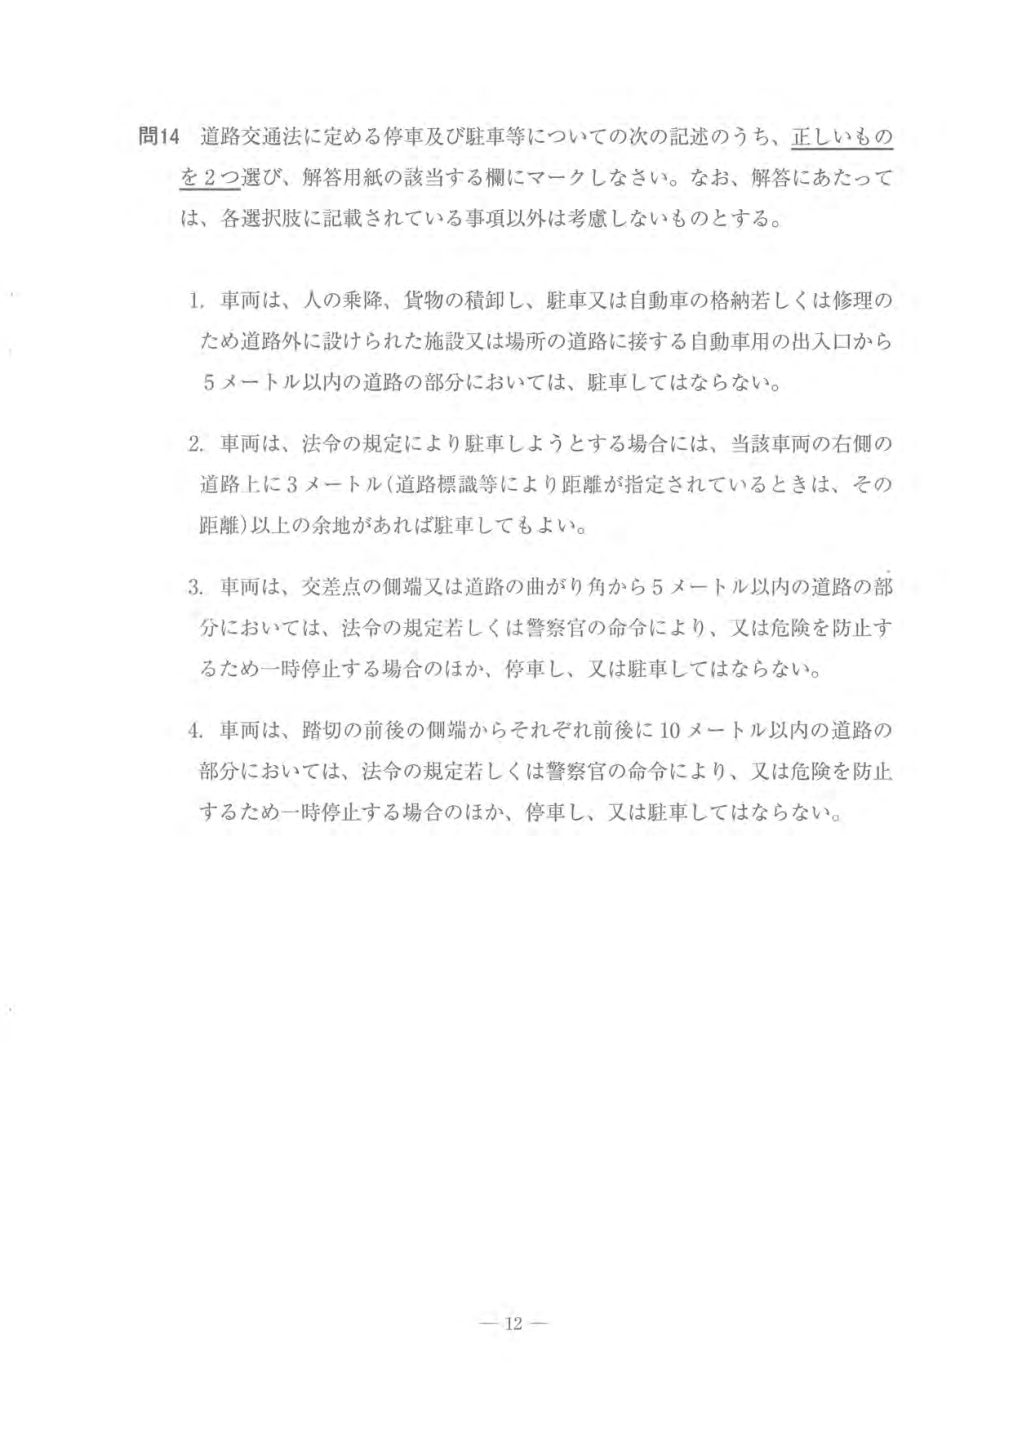 問14 道路交通法に定める停車及び駐車等についての次の記述のうち、正しいもの
を2つ選び、解答用紙の該当する欄にマークしなさい。なお、解答にあたって
は、各選択肢に記載されている事項以外は考慮しないものとする。
1. 車両は、人の乗降、貨物の積卸し、駐車又は自動車の格納若しくは修理の
ため道路外に設けられた施設又は場所の道路に接する自動車用の出入口から
5メートル以内の道路の部分においては、駐車してはならない。
2. 車両は、法令の規定により駐車しようとする場合には、当該車両の右側の
道路上に3メートル(道路標識等により距離が指定されているときは、その
距離)以上の余地があれば駐車してもよい。
3. 車両は、交差点の側端又は道路の曲がり角から5メートル以内の道路の部
分においては、法令の規定若しくは警察官の命令により、又は危険を防止す
るため一時停止する場合のほか、停車し、又は駐車してはならない。
4. 車両は、踏切の前後の側端からそれぞれ前後に10メートル以内の道路の
部分においては、法令の規定若しくは警察官の命令により、又は危険を防止
するため一時停止する場合のほか、停車し、又は駐車してはならない。
— 12 —